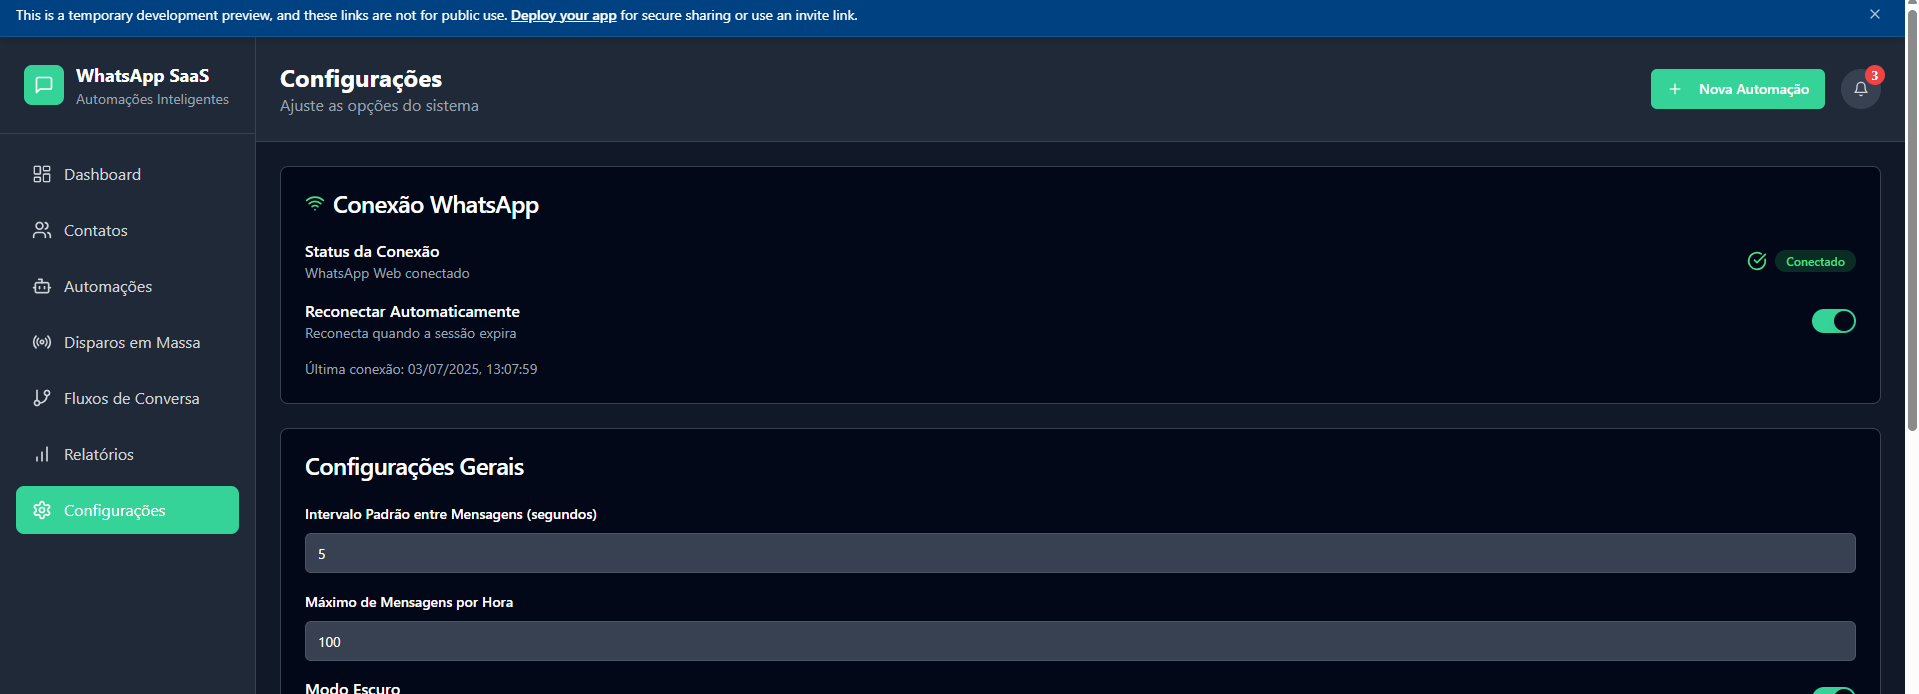 This is a temporary development preview, and these links are not for public use. Deploy your app for secure sharing or use an invite link.
WhatsApp SaaS
Automações Inteligentes
Configurações
Ajuste as opções do sistema
Nova Automação
3
Dashboard
Contatos
Automações
Disparos em Massa
Fluxos de Conversa
Relatórios
Configurações
Conexão WhatsApp
Status da Conexão
WhatsApp Web conectado
Conectado
Reconectar Automaticamente
Reconecta quando a sessão expira
Última conexão: 03/07/2025, 13:07:59
Configurações Gerais
Intervalo Padrão entre Mensagens (segundos)
5
Máximo de Mensagens por Hora
100
Modo Escuro